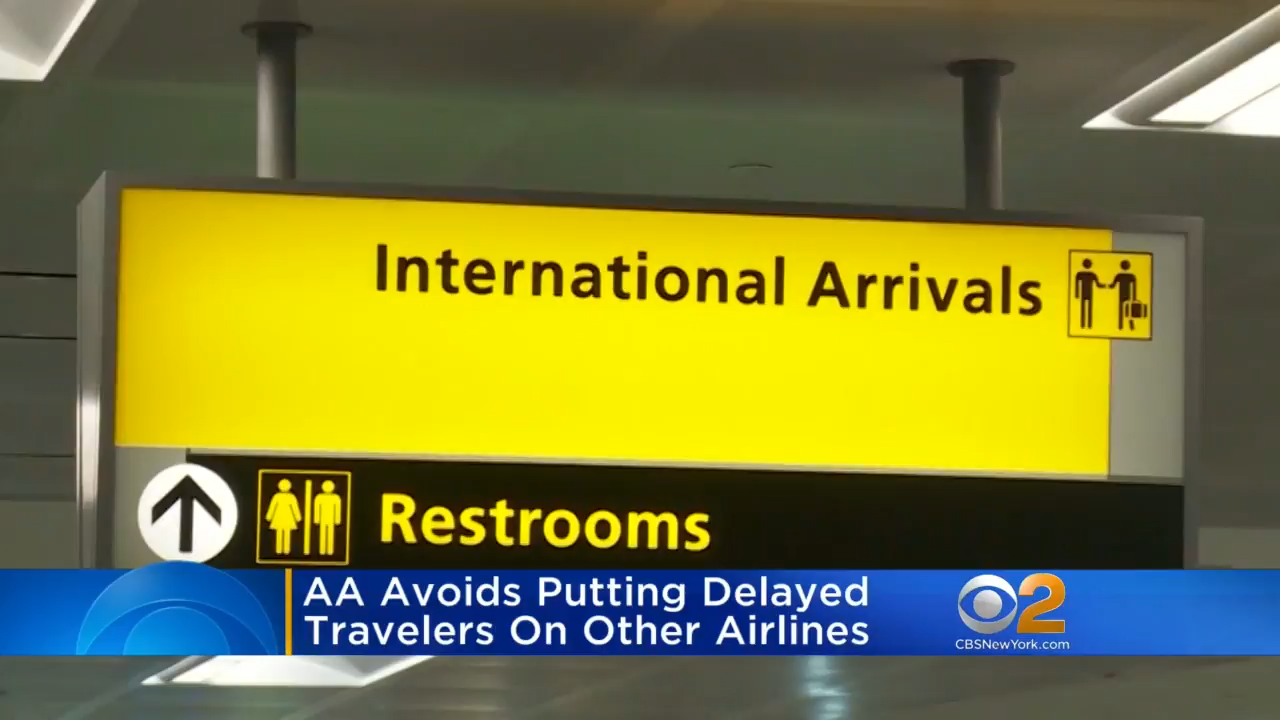 International Arrivals
Restrooms
AA Avoids Putting Delayed
Travelers On Other Airlines
2
CBSNewYork.com